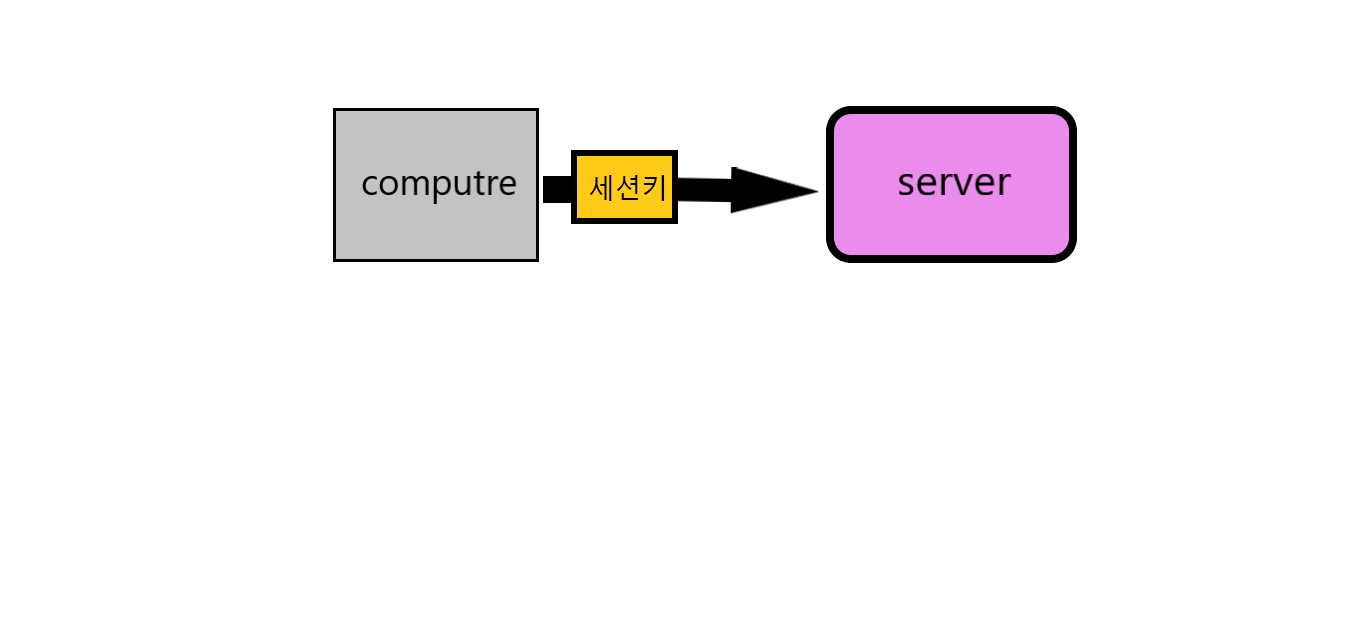 computre
세션키
server